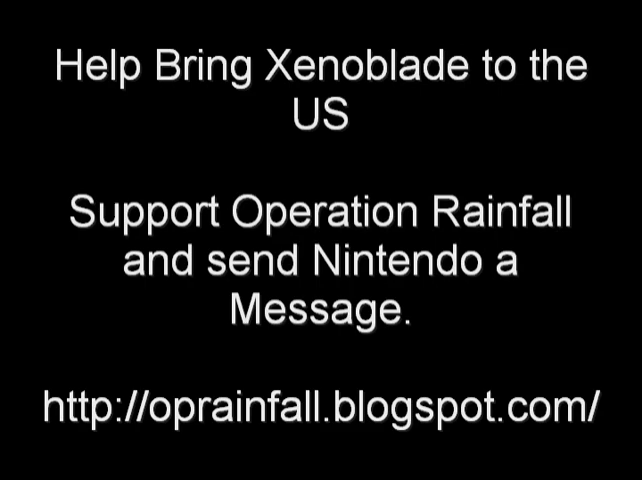 Help Bring Xenoblade to the
US
Support Operation Rainfall
and send Nintendo a
Message.
http://oprainfall.blogspot.com/